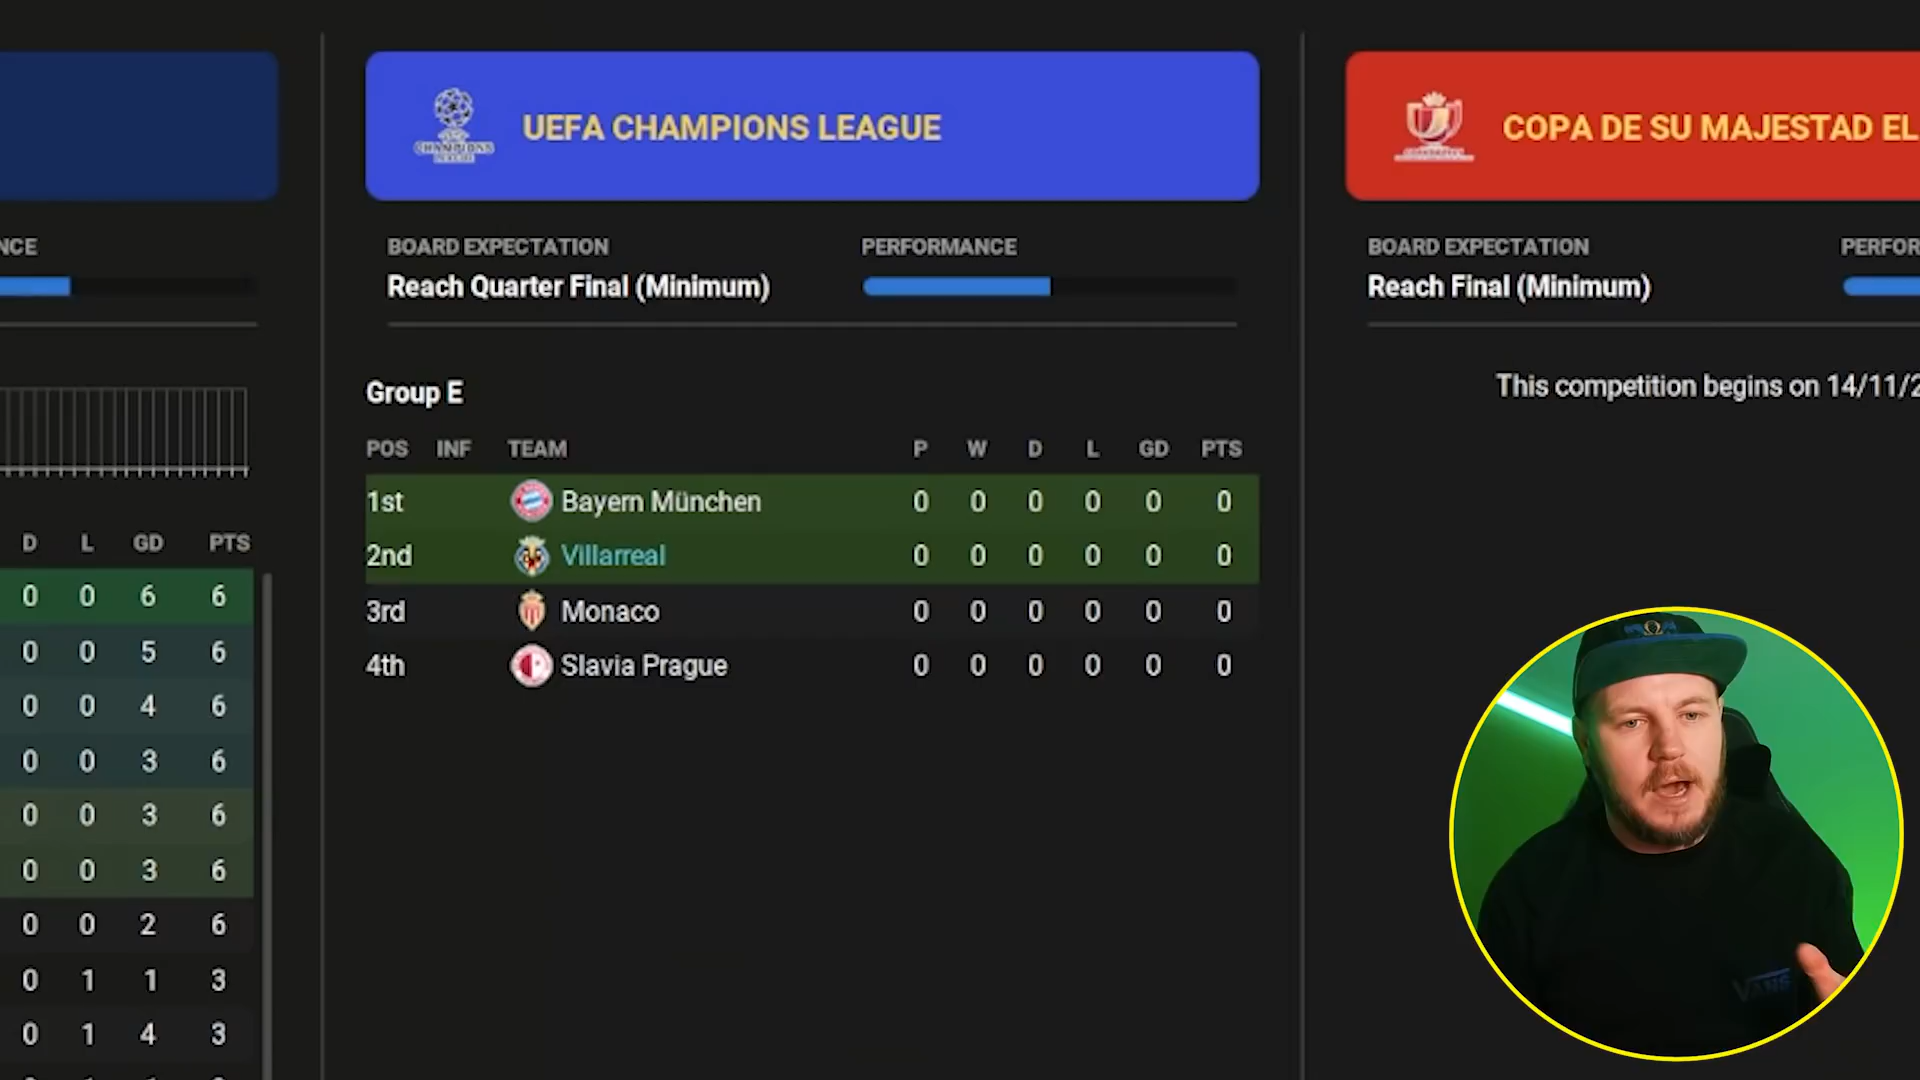 NCE
D L GD PTS
0 0 6 6
0 0 5 6
0 0 4 6
0 0 3 6
0 0 3 6
0 0 3 6
0 0 2 6
0 1 1 3
0 1 4 3
CHAMPIONS
LEAGUE
UEFA CHAMPIONS LEAGUE
BOARD EXPECTATION PERFORMANCE
Reach Quarter Final (Minimum)
Group E
POS INF TEAM P W D L GD PTS
1st Bayern München 0 0 0 0 0 0
2nd Villarreal 0 0 0 0 0 0
3rd Monaco 0 0 0 0 0 0
4th Slavia Prague 0 0 0 0 0 0
COPA DE SU MAJESTAD EL
BOARD EXPECTATION PERFOR
Reach Final (Minimum)
This competition begins on 14/11/2
VANS